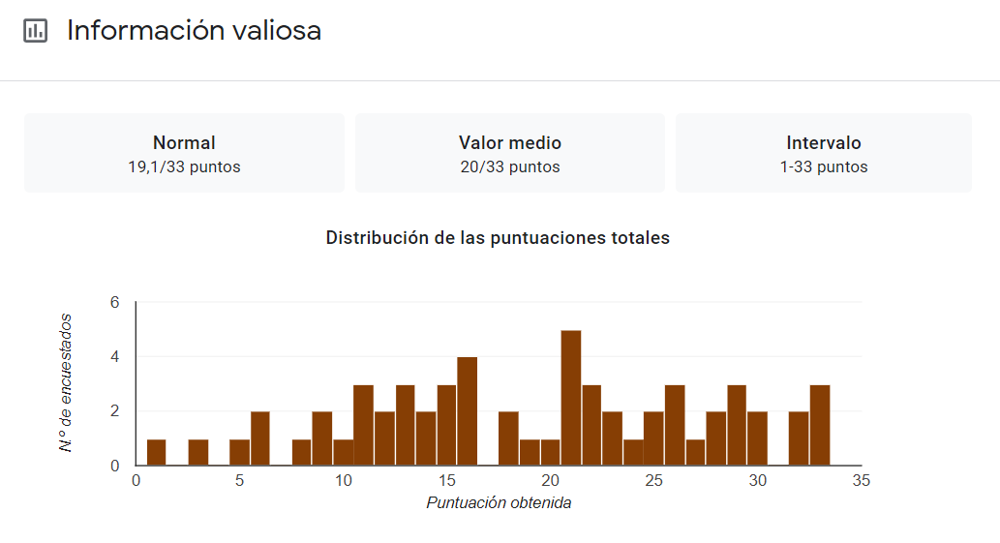 Información valiosa
Normal
19,1/33 puntos
Valor medio
20/33 puntos
Intervalo
1-33 puntos
Distribución de las puntuaciones totales
N.º de encuestados
6
4
2
0
0 5 10 15 20 25 30 35
Puntuación obtenida